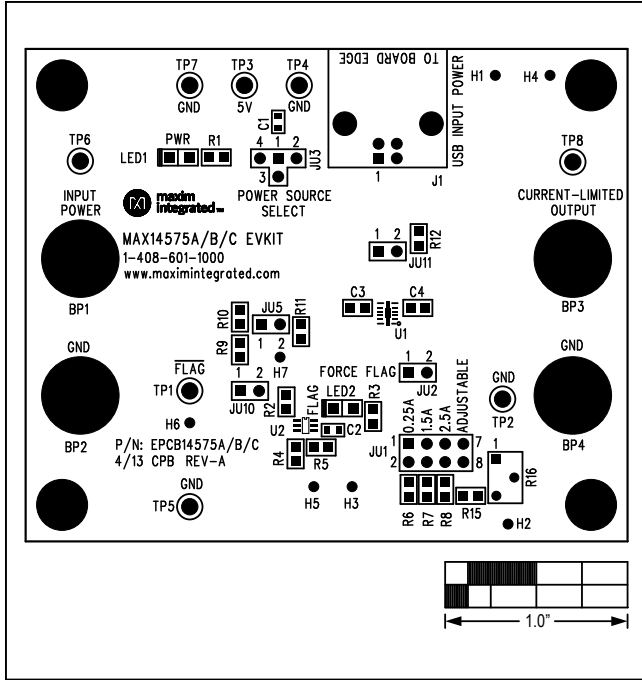 TO BOARD EDGE
TP7
TP3
TP4
GND
5V
GND
H1
H4
USB INPUT POWER
C1
TP6
PWR
R1
LED1
4 1 2
JU3
3
1
J1
TP8
POWER SOURCE
SELECT
INPUT
POWER
maxim
integrated™
CURRENT-LIMITED
OUTPUT
MAX14575A/B/C EVKIT
1-408-601-1000
www.maximintegrated.com
1 2
R12
JU11
BP1
C3
C4
U1
BP3
R10
JU5
R11
1 2
H7
R9
GND
FLAG
TP1
1 2
JU10
FORCE FLAG
1 2
JU2
GND
GND
TP2
H6
R2
FLAG
LED2
R3
U2
C2
0.25A
1.5A
2.5A
ADJUSTABLE
BP2
BP4
P/N: EPCB14575A/B/C
4/13 CPB REV-A
R4
R5
JU1
1
7
2
8
1
R16
GND
TP5
H5
H3
R6
R7
R8
R15
H2
1.0"